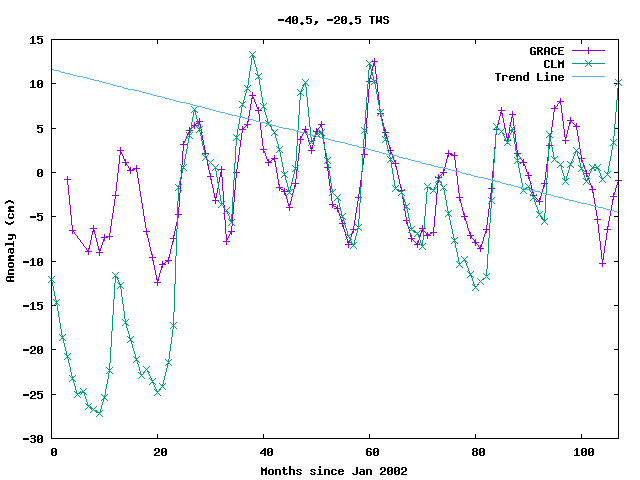 -40.5, -20.5 TWS
GRACE
CLM
Trend Line
15
10
5
0
-5
-10
-15
-20
-25
-30
Anomaly (cm)
0 20 40 60 80 100
Months since Jan 2002